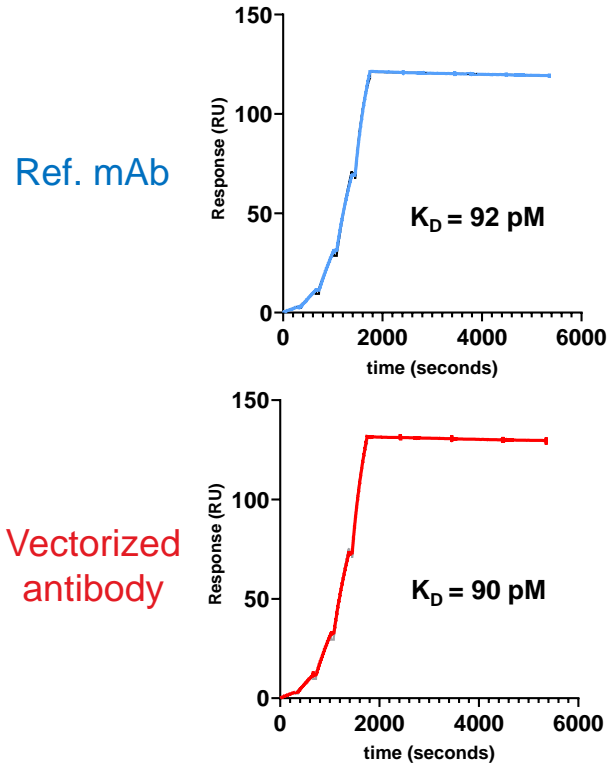 150
100
50
0
Response (RU)
Ref. mAb
K_D = 92 pM
0 2000 4000 6000
time (seconds)
150
100
50
0
Response (RU)
Vectorized
antibody
K_D = 90 pM
0 2000 4000 6000
time (seconds)